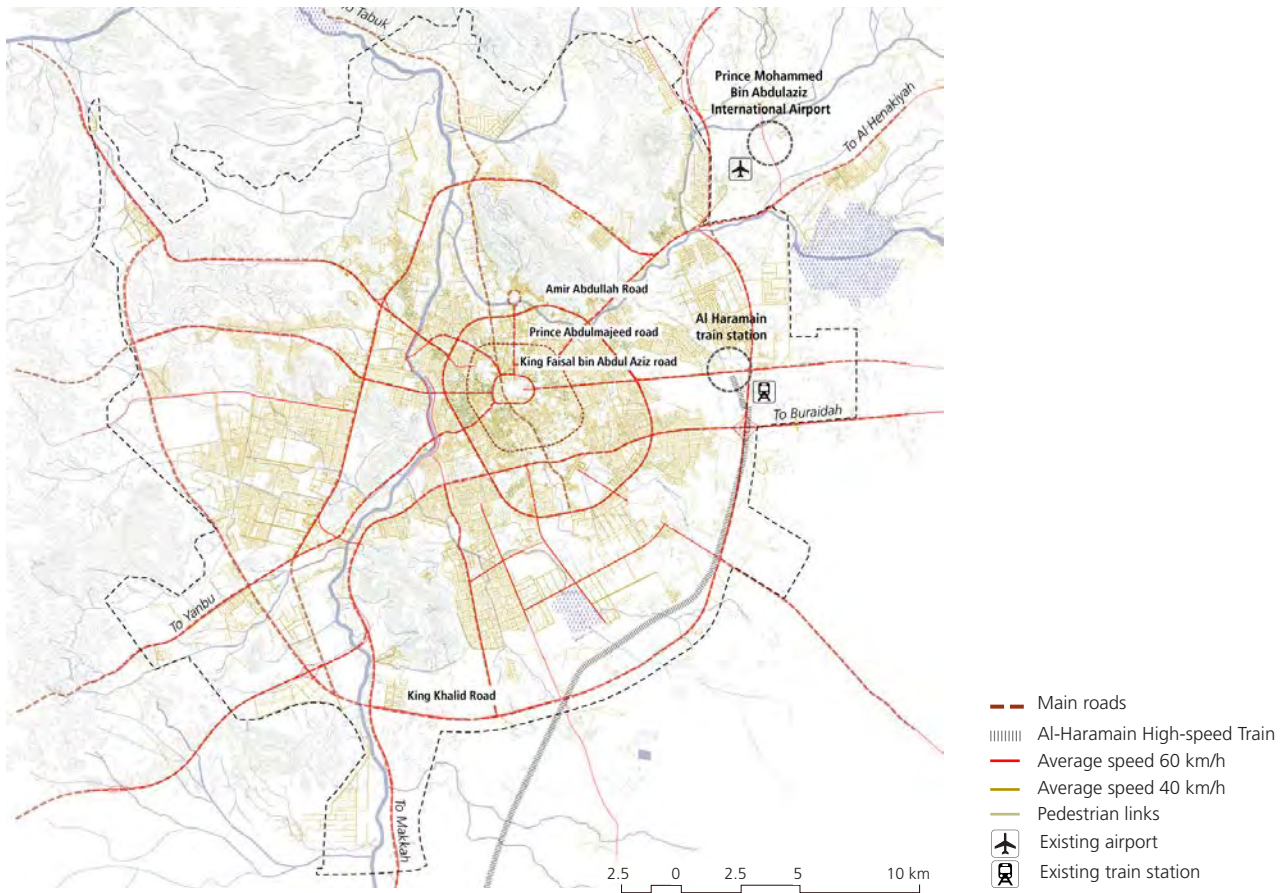 To Tabuk
Prince Mohammed
Bin Abdulaziz
International Airport
To Al Henakiyah
Amir Abdullah Road
Al Haramain
train station
Prince Abdulmajeed road
King Faisal bin Abdul Aziz road
To Buraidah
To Yanbu
King Khalid Road
To Makkah
2.5 0 2.5 5 10 km
Main roads
Al-Haramain High-speed Train
Average speed 60 km/h
Average speed 40 km/h
Pedestrian links
Existing airport
Existing train station